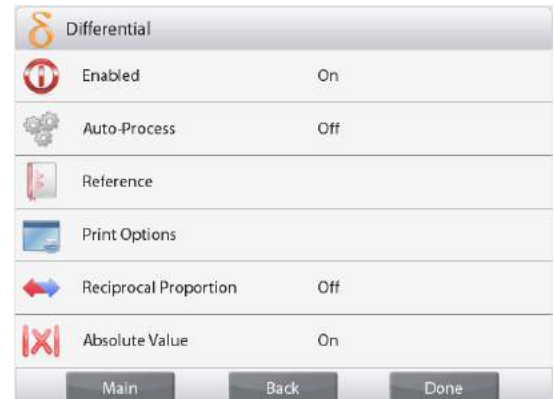 δ Differential
Enabled On
Auto-Process Off
Reference
Print Options
Reciprocal Proportion Off
|X| Absolute Value On
Main Back Done